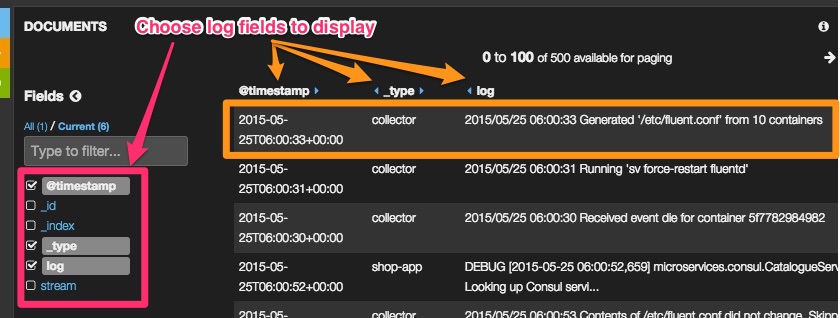 DOCUMENTS
Choose log fields to display
0 to 100 of 500 available for paging
Fields
All (1) / Current (6)
Type to filter...
@timestamp
_id
_index
_type
log
stream
@timestamp _type log
2015-05-
25T06:00:33+00:00 collector 2015/05/25 06:00:33 Generated '/etc/fluent.conf' from 10 containers
2015-05-
25T06:00:31+00:00 collector 2015/05/25 06:00:31 Running 'sv force-restart fluentd'
2015-05-
25T06:00:30+00:00 collector 2015/05/25 06:00:30 Received event die for container 5f7782984982
2015-05-
25T06:00:52+00:00 shop-app DEBUG [2015-05-25 06:00:52,659] microservices.consul.CatalogueServ
Looking up Consul servi...
2015-05- collector 2015/05/25 06:00:53 Contents of /etc/fluent.conf did not change. Skipp